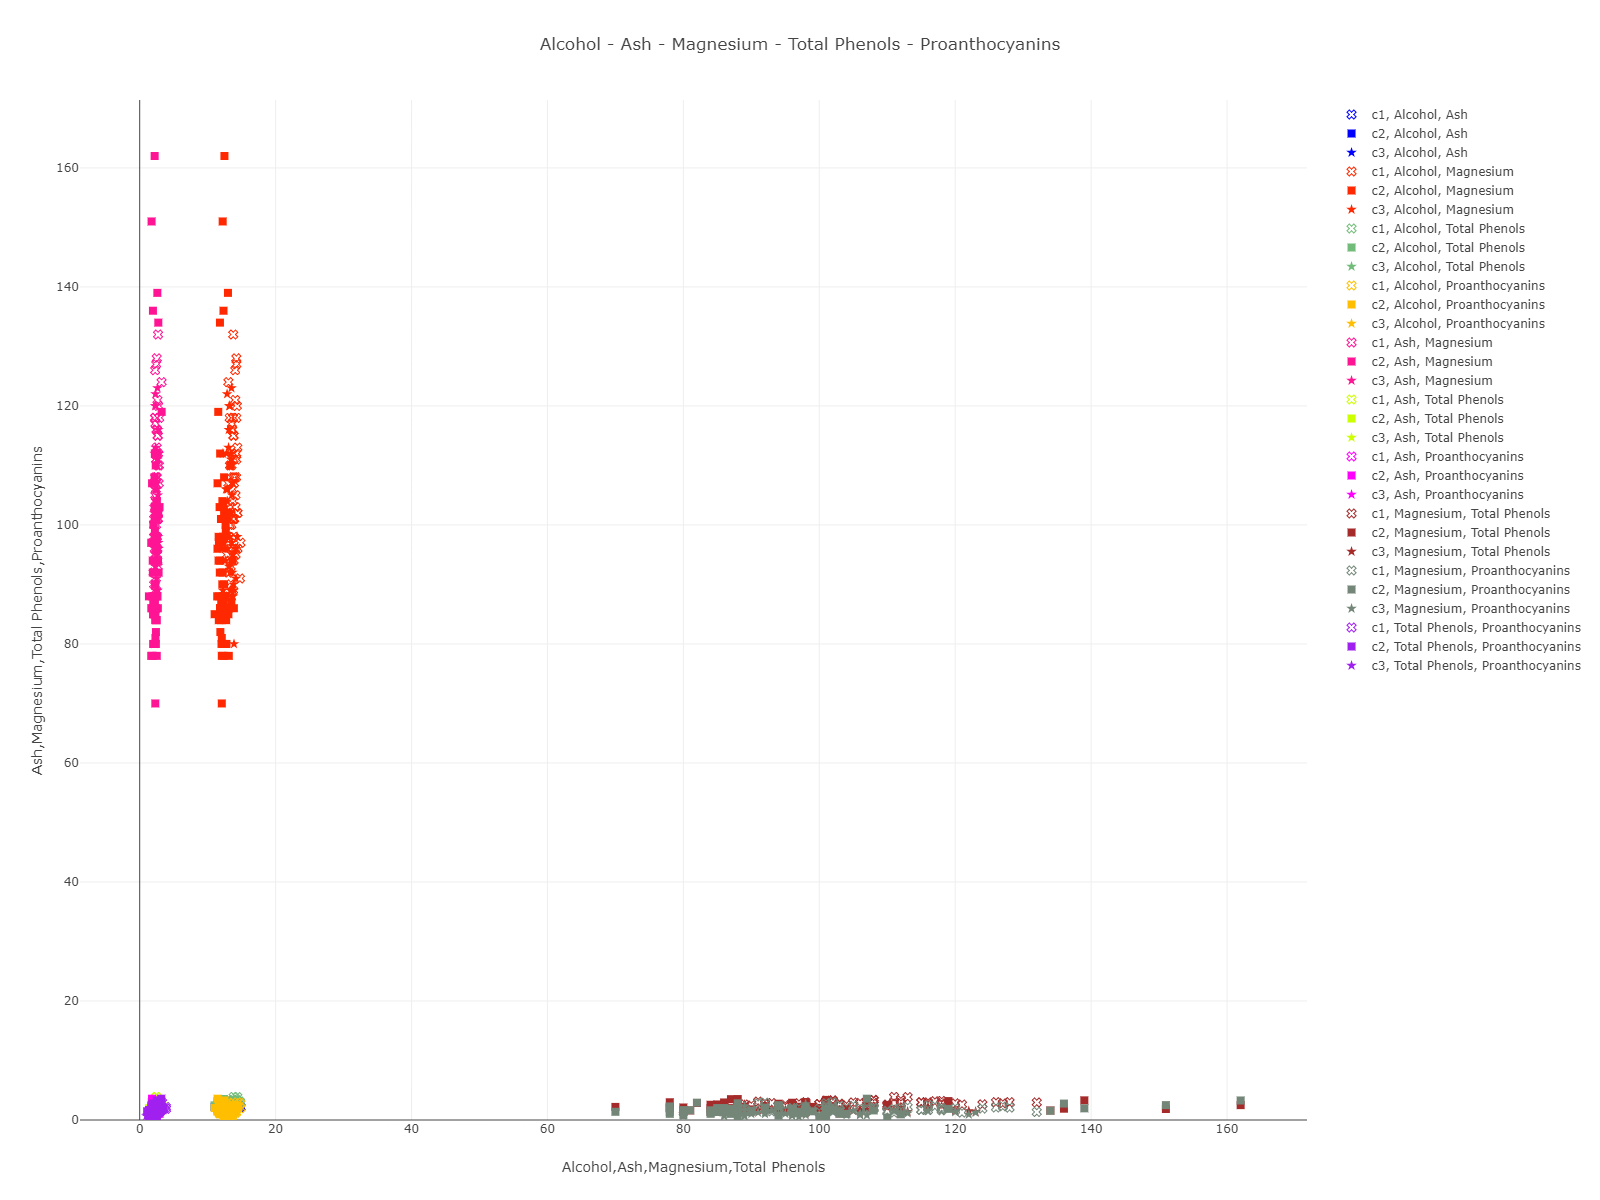 Alcohol - Ash - Magnesium - Total Phenols - Proanthocyanins
c1, Alcohol, Ash
c2, Alcohol, Ash
c3, Alcohol, Ash
c1, Alcohol, Magnesium
c2, Alcohol, Magnesium
c3, Alcohol, Magnesium
c1, Alcohol, Total Phenols
c2, Alcohol, Total Phenols
c3, Alcohol, Total Phenols
c1, Alcohol, Proanthocyanins
c2, Alcohol, Proanthocyanins
c3, Alcohol, Proanthocyanins
c1, Ash, Magnesium
c2, Ash, Magnesium
c3, Ash, Magnesium
c1, Ash, Total Phenols
c2, Ash, Total Phenols
c3, Ash, Total Phenols
c1, Ash, Proanthocyanins
c2, Ash, Proanthocyanins
c3, Ash, Proanthocyanins
c1, Magnesium, Total Phenols
c2, Magnesium, Total Phenols
c3, Magnesium, Total Phenols
c1, Magnesium, Proanthocyanins
c2, Magnesium, Proanthocyanins
c3, Magnesium, Proanthocyanins
c1, Total Phenols, Proanthocyanins
c2, Total Phenols, Proanthocyanins
c3, Total Phenols, Proanthocyanins
160
140
120
100
80
60
40
20
0
Ash,Magnesium,Total Phenols,Proanthocyanins
0 20 40 60 80 100 120 140 160
Alcohol,Ash,Magnesium,Total Phenols